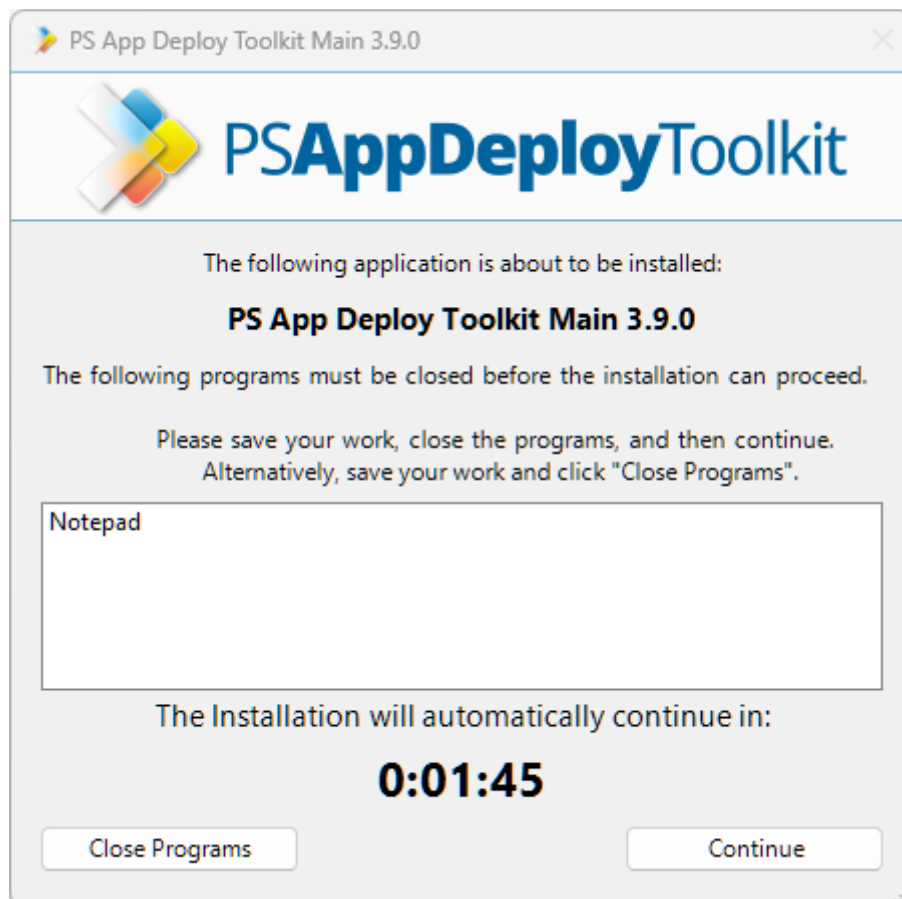 PS App Deploy Toolkit Main 3.9.0
PSAppDeployToolkit
The following application is about to be installed:
PS App Deploy Toolkit Main 3.9.0
The following programs must be closed before the installation can proceed.
Please save your work, close the programs, and then continue.
Alternatively, save your work and click "Close Programs".
Notepad
The Installation will automatically continue in:
0:01:45
Close Programs
Continue